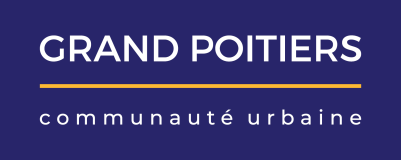 GRAND POITIERS
communauté urbaine